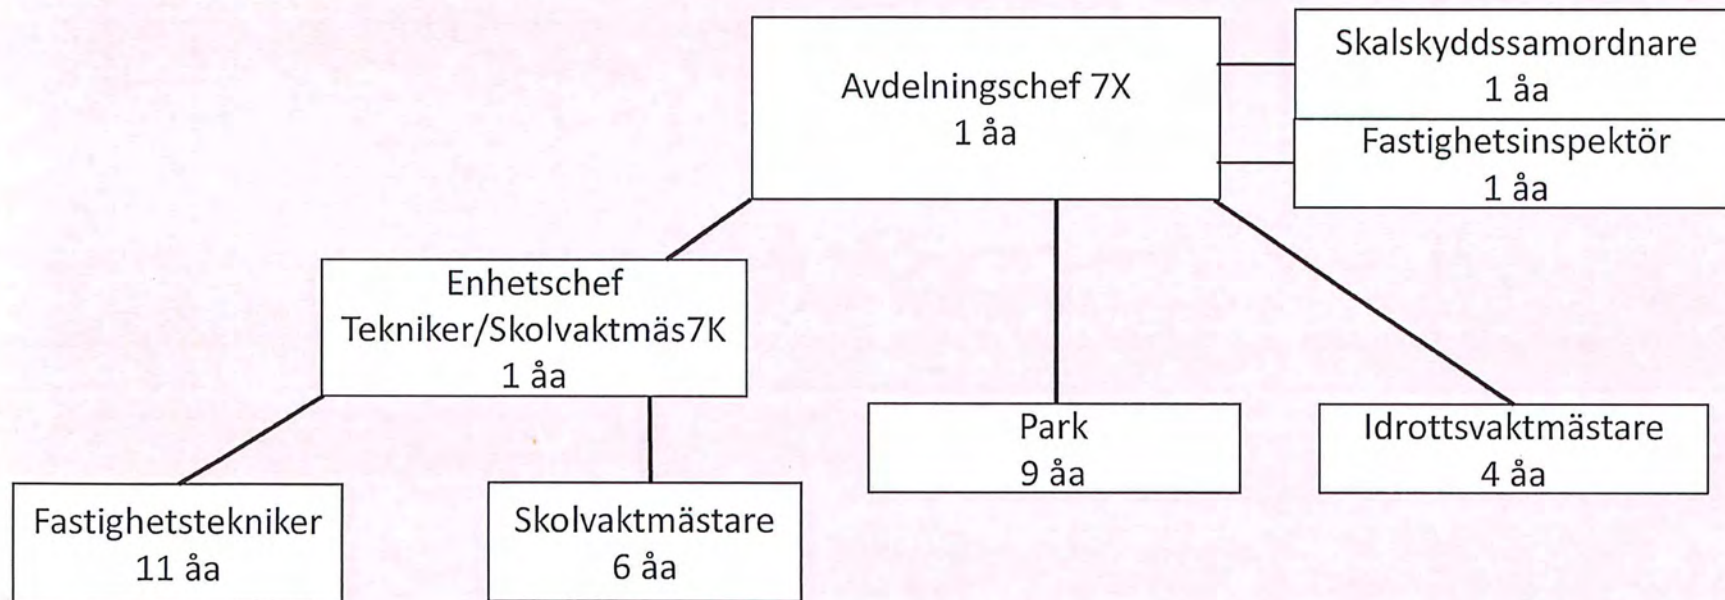 Avdelningschef 7X
1 åa
Skalskyddssamordnare
1 åa
Fastighetsinspektör
1 åa
Enhetschef
Tekniker/Skolvaktmäs7K
1 åa
Park
9 åa
Idrottsvaktmästare
4 åa
Fastighetstekniker
11 åa
Skolvaktmästare
6 åa